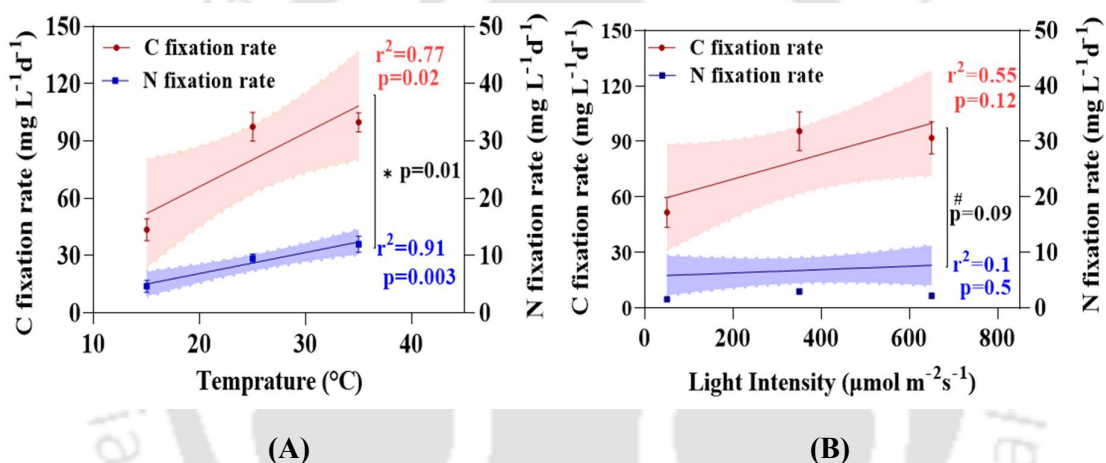 C fixation rate (mg L⁻¹d⁻¹)
150
120
90
60
30
0
C fixation rate
N fixation rate
r²=0.77
p=0.02
* p=0.01
r²=0.91
p=0.003
50
40
30
20
10
0
N fixation rate (mg L⁻¹d⁻¹)
10 20 30 40
Temprature (°C)
(A)
C fixation rate (mg L⁻¹d⁻¹)
150
120
90
60
30
0
C fixation rate
N fixation rate
r²=0.55
p=0.12
#
p=0.09
r²=0.1
p=0.5
50
40
30
20
10
0
N fixation rate (mg L⁻¹d⁻¹)
0 200 400 600 800
Light Intensity (µmol m⁻²s⁻¹)
(B)